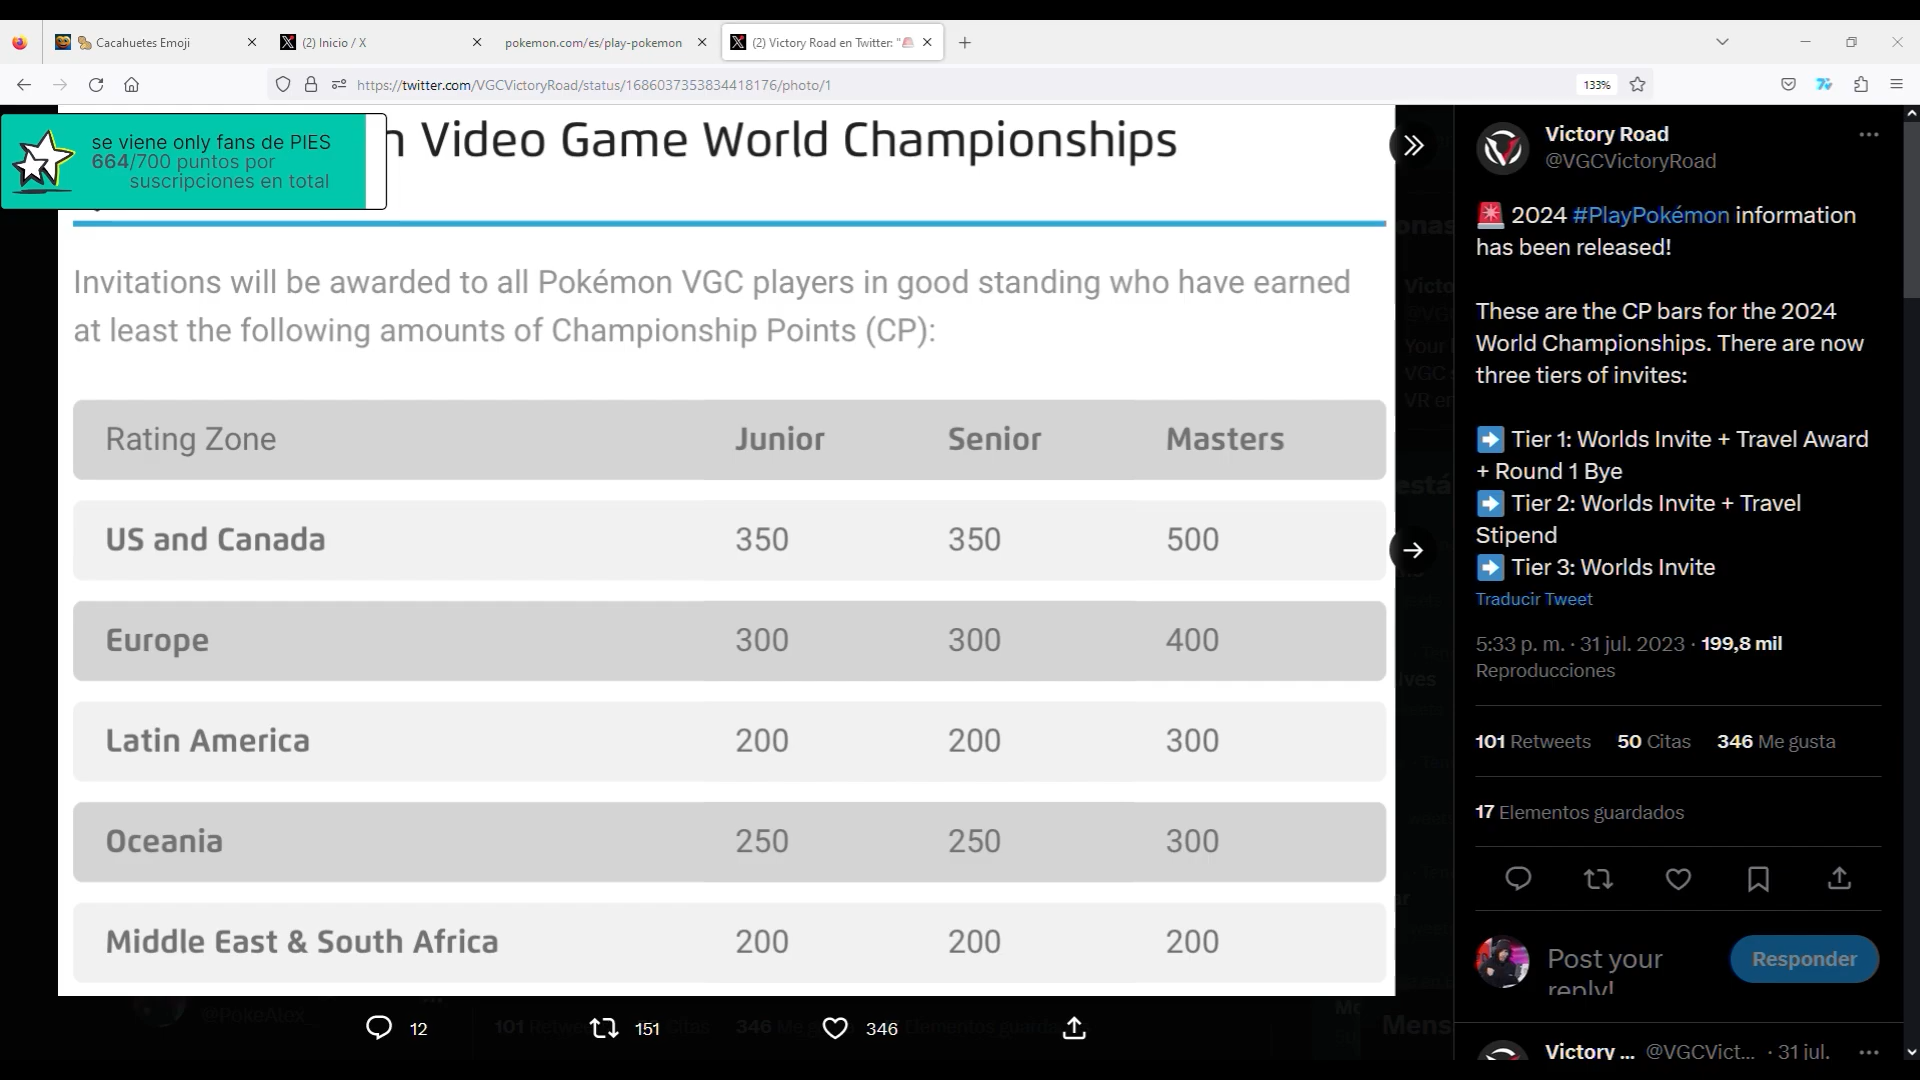 Cacahuetes Emoji
(2) Inicio / X
pokemon.com/es/play-pokemon
(2) Victory Road en Twitter: "🚨
https://twitter.com/VGCVictoryRoad/status/1686037353834418176/photo/1
133%
se viene only fans de PIES
664/700 puntos por
suscripciones en total
n Video Game World Championships
Invitations will be awarded to all Pokémon VGC players in good standing who have earned
at least the following amounts of Championship Points (CP):
Rating Zone Junior Senior Masters
US and Canada 350 350 500
Europe 300 300 400
Latin America 200 200 300
Oceania 250 250 300
Middle East & South Africa 200 200 200
12 151 346
Victory Road
@VGCVictoryRoad
🚨 2024 #PlayPokémon information
has been released!
These are the CP bars for the 2024
World Championships. There are now
three tiers of invites:
➡️ Tier 1: Worlds Invite + Travel Award
+ Round 1 Bye
➡️ Tier 2: Worlds Invite + Travel
Stipend
➡️ Tier 3: Worlds Invite
Traducir Tweet
5:33 p. m. · 31 jul. 2023 · 199,8 mil
Reproducciones
101 Retweets 50 Citas 346 Me gusta
17 Elementos guardados
Post your
reply!
Responder
Victory ... @VGCVict... · 31 jul.